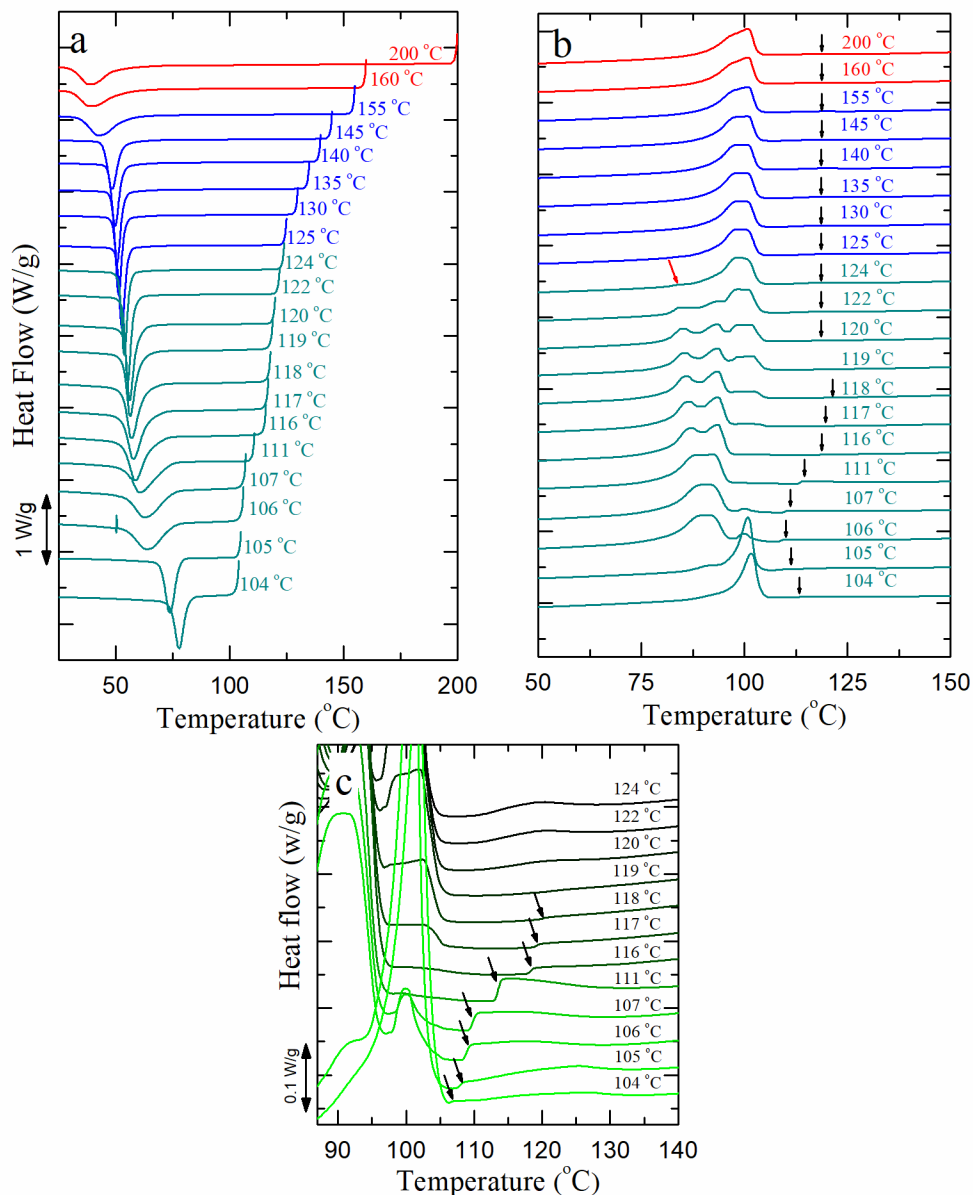 a
200 °C
160 °C
155 °C
145 °C
140 °C
135 °C
130 °C
125 °C
124 °C
122 °C
120 °C
119 °C
118 °C
117 °C
116 °C
111 °C
107 °C
106 °C
105 °C
104 °C
Heat Flow (W/g)
1 W/g
50 100 150 200
Temperature (°C)
b
200 °C
160 °C
155 °C
145 °C
140 °C
135 °C
130 °C
125 °C
124 °C
122 °C
120 °C
119 °C
118 °C
117 °C
116 °C
111 °C
107 °C
106 °C
105 °C
104 °C
50 75 100 125 150
Temperature (°C)
c
124 °C
122 °C
120 °C
119 °C
118 °C
117 °C
116 °C
111 °C
107 °C
106 °C
105 °C
104 °C
Heat flow (w/g)
0.1 W/g
90 100 110 120 130 140
Temperature (°C)